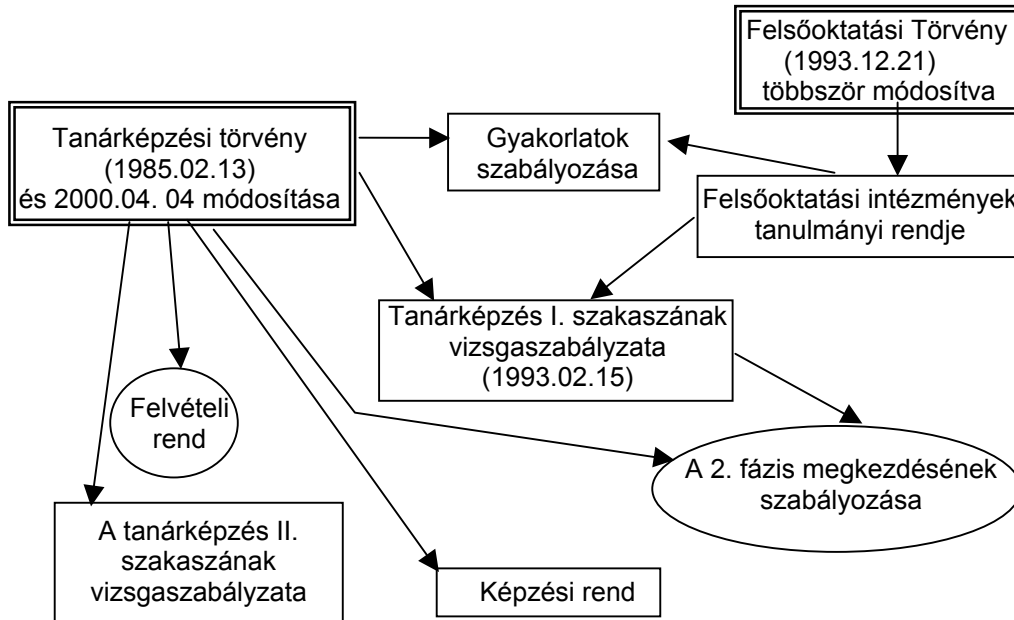 Felsőoktatási Törvény
(1993.12.21)
többször módosítva
Tanárképzési törvény
(1985.02.13)
és 2000.04. 04 módosítása
Gyakorlatok
szabályozása
Felsőoktatási intézmények
tanulmányi rendje
Tanárképzés I. szakaszának
vizsgaszabályzata
(1993.02.15)
Felvételi
rend
A 2. fázis megkezdésének
szabályozása
A tanárképzés II.
szakaszának
vizsgaszabályzata
Képzési rend